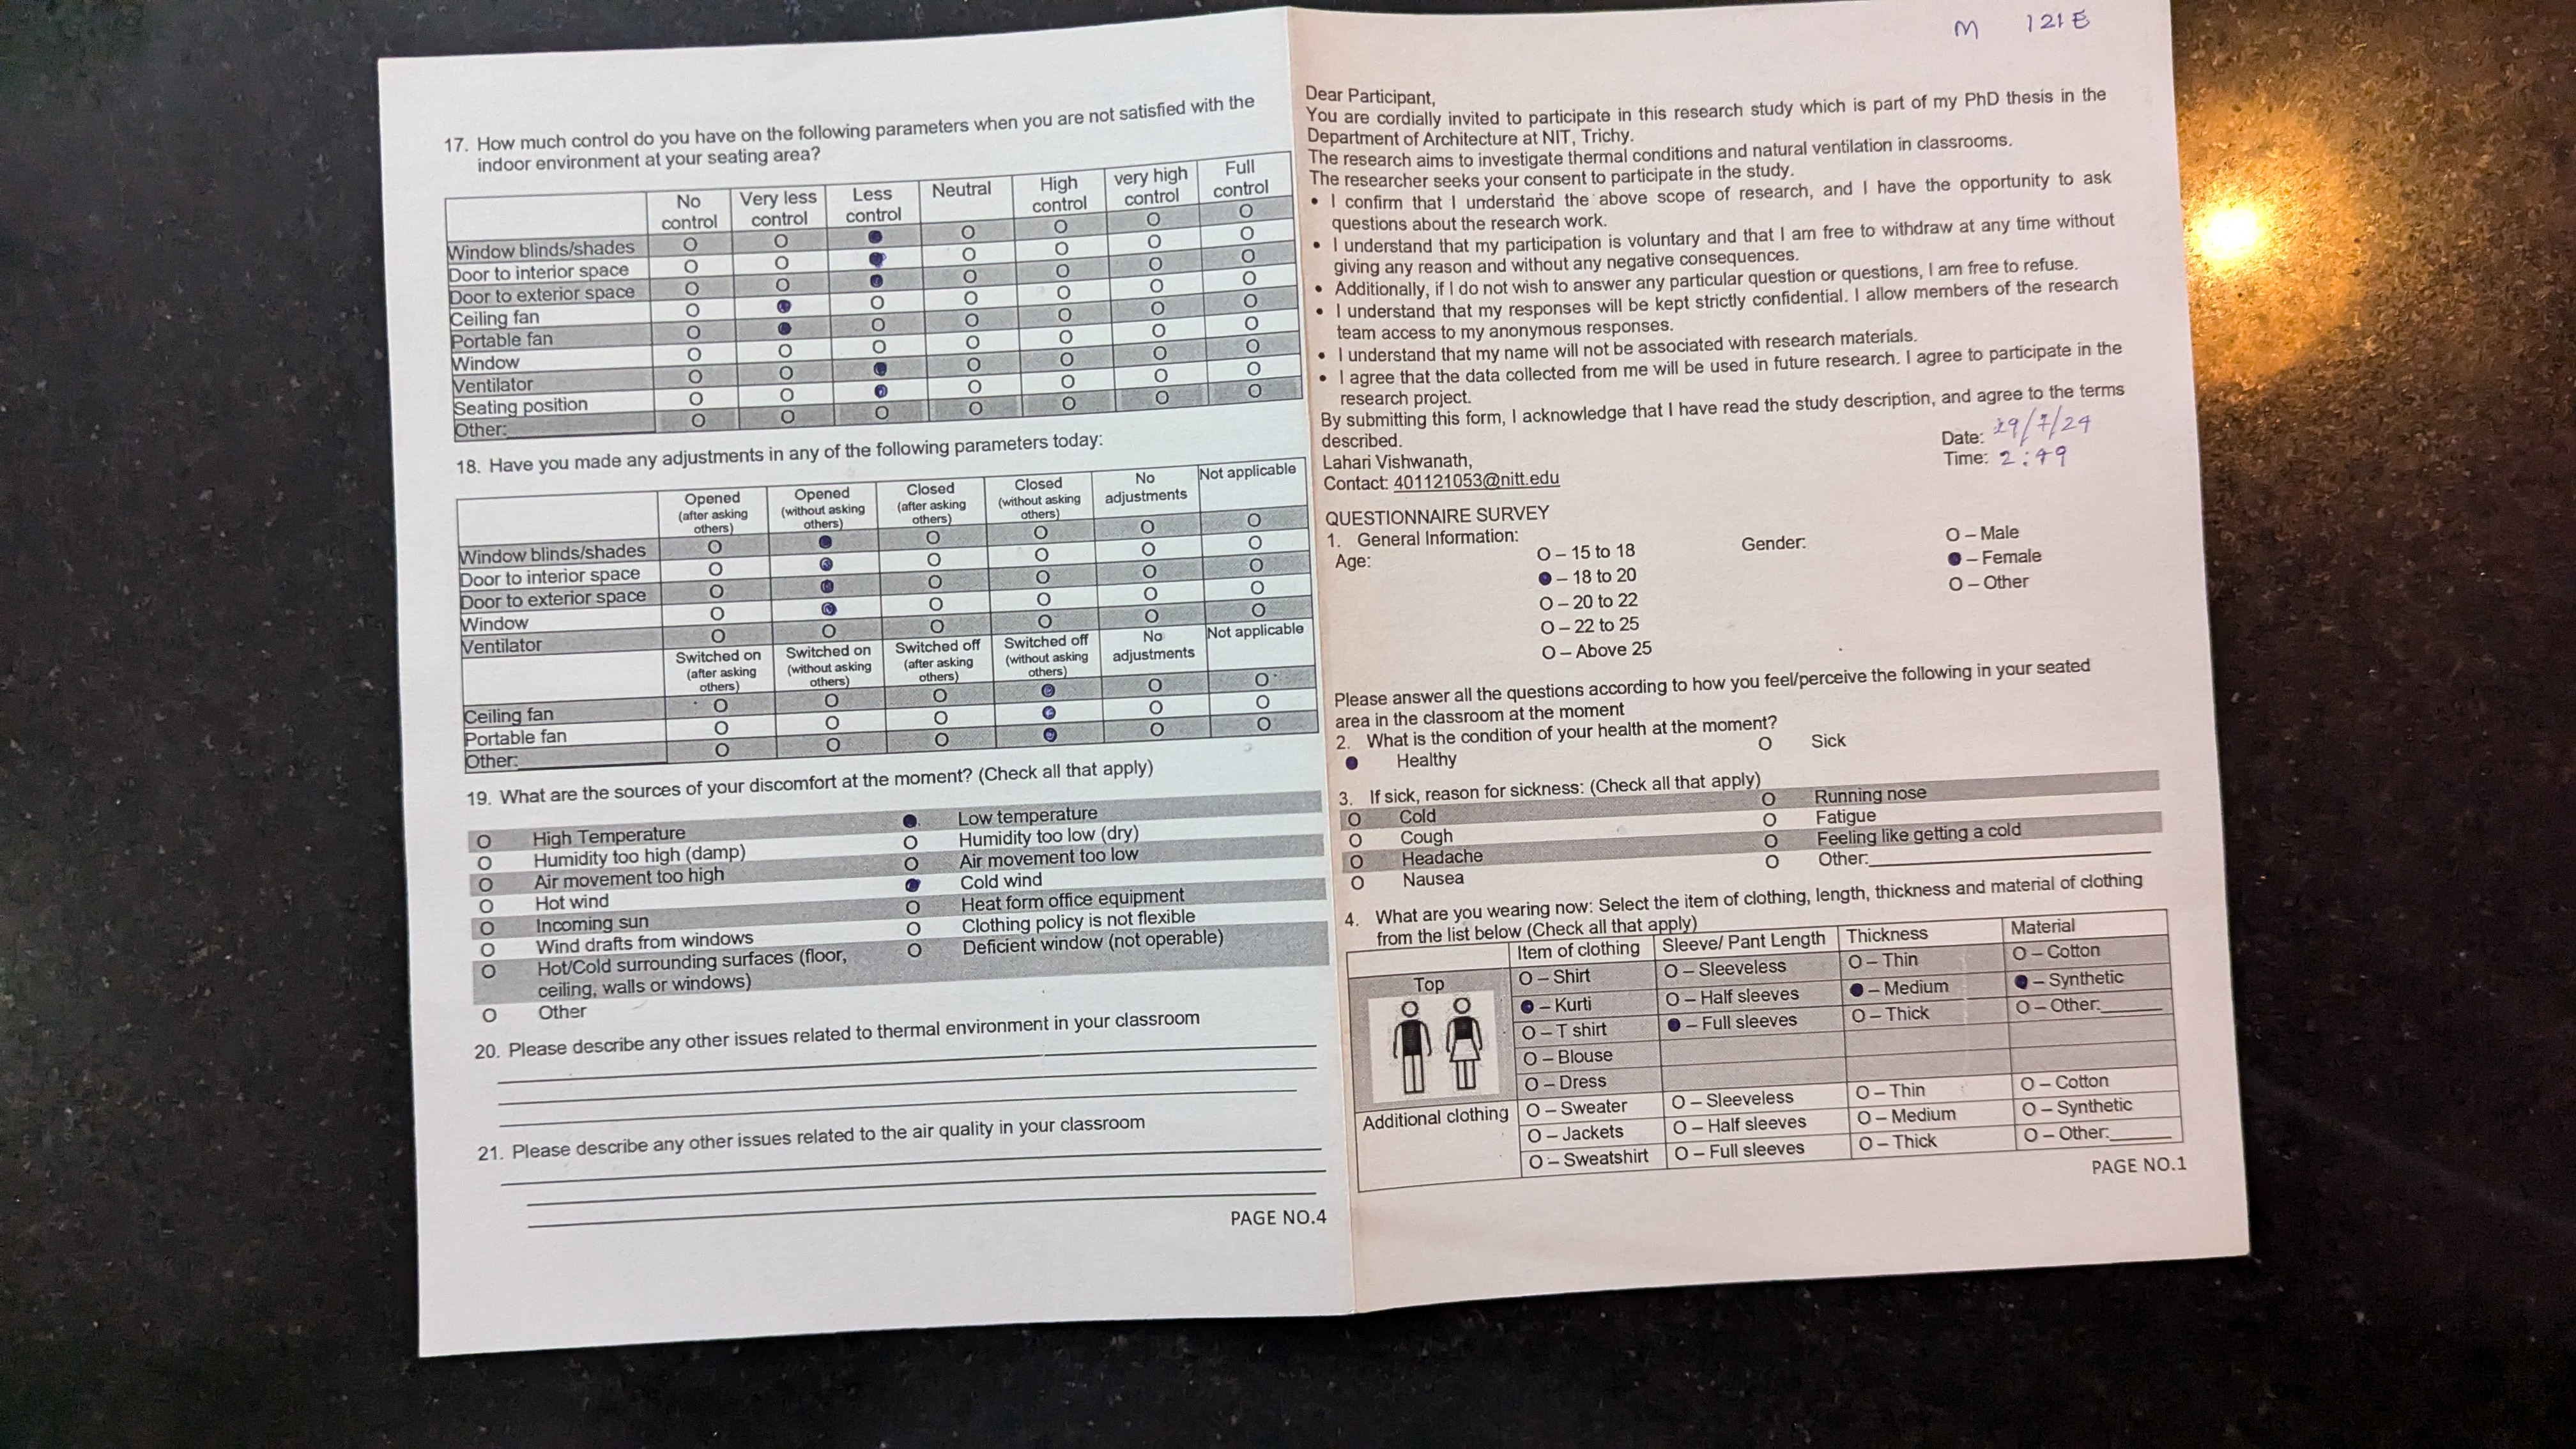 17. How much control do you have on the following parameters when you are not satisfied with the
indoor environment at your seating area?
No control Very less control Less control Neutral High control very high control Full control
Window blinds/shades O O ● O O O O
Door to interior space O O ● O O O O
Door to exterior space O O ● O O O O
Ceiling fan O ● O O O O O
Portable fan O ● O O O O O
Window O O O O O O O
Ventilator O O ● O O O O
Seating position O O ● O O O O
Other: O O O O O O O
18. Have you made any adjustments in any of the following parameters today:
Opened (after asking others) Opened (without asking others) Closed (after asking others) Closed (without asking others) No adjustments Not applicable
Window blinds/shades O ● O O O O
Door to interior space O ● O O O O
Door to exterior space O ● O O O O
Window O ● O O O O
Ventilator O O O O O O
Switched on (after asking others) Switched on (without asking others) Switched off (after asking others) Switched off (without asking others) No adjustments Not applicable
Ceiling fan O O O ● O O
Portable fan O O O ● O O
Other: O O O ● O O
19. What are the sources of your discomfort at the moment? (Check all that apply)
O High Temperature ● Low temperature
O Humidity too high (damp) O Humidity too low (dry)
O Air movement too high O Air movement too low
O Hot wind ● Cold wind
O Incoming sun O Heat form office equipment
O Wind drafts from windows O Clothing policy is not flexible
O Hot/Cold surrounding surfaces (floor, O Deficient window (not operable)
ceiling, walls or windows)
O Other
20. Please describe any other issues related to thermal environment in your classroom
21. Please describe any other issues related to the air quality in your classroom
PAGE NO.4
M 121E
Dear Participant,
You are cordially invited to participate in this research study which is part of my PhD thesis in the
Department of Architecture at NIT, Trichy.
The research aims to investigate thermal conditions and natural ventilation in classrooms.
The researcher seeks your consent to participate in the study.
• I confirm that I understand the above scope of research, and I have the opportunity to ask
questions about the research work.
• I understand that my participation is voluntary and that I am free to withdraw at any time without
giving any reason and without any negative consequences.
• Additionally, if I do not wish to answer any particular question or questions, I am free to refuse.
• I understand that my responses will be kept strictly confidential. I allow members of the research
team access to my anonymous responses.
• I understand that my name will not be associated with research materials.
• I agree that the data collected from me will be used in future research. I agree to participate in the
research project.
By submitting this form, I acknowledge that I have read the study description, and agree to the terms
described.
Date: 29/7/24
Lahari Vishwanath,
Time: 2:49
Contact: 401121053@nitt.edu
QUESTIONNAIRE SURVEY
1. General Information:
Age: O – 15 to 18 Gender: O – Male
● – 18 to 20 ● – Female
O – 20 to 22 O – Other
O – 22 to 25
O – Above 25
Please answer all the questions according to how you feel/perceive the following in your seated
area in the classroom at the moment
2. What is the condition of your health at the moment?
● Healthy O Sick
3. If sick, reason for sickness: (Check all that apply)
O Cold O Running nose
O Cough O Fatigue
O Headache O Feeling like getting a cold
O Nausea O Other:
4. What are you wearing now: Select the item of clothing, length, thickness and material of clothing
from the list below (Check all that apply)
Item of clothing Sleeve/ Pant Length Thickness Material
Top O – Shirt O – Sleeveless O – Thin O – Cotton
● – Kurti O – Half sleeves ● – Medium ● – Synthetic
O – T shirt ● – Full sleeves O – Thick O – Other:
O – Blouse
O – Dress
Additional clothing O – Sweater O – Sleeveless O – Thin O – Cotton
O – Jackets O – Half sleeves O – Medium O – Synthetic
O – Sweatshirt O – Full sleeves O – Thick O – Other:
PAGE NO.1